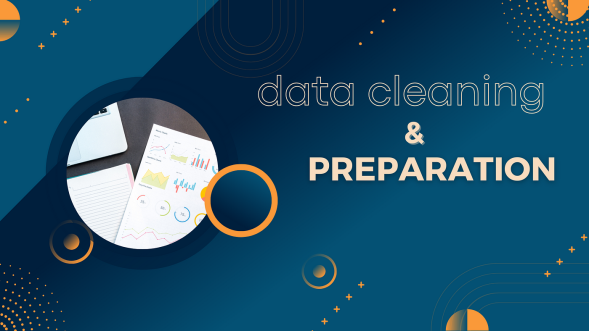 data cleaning
&
PREPARATION